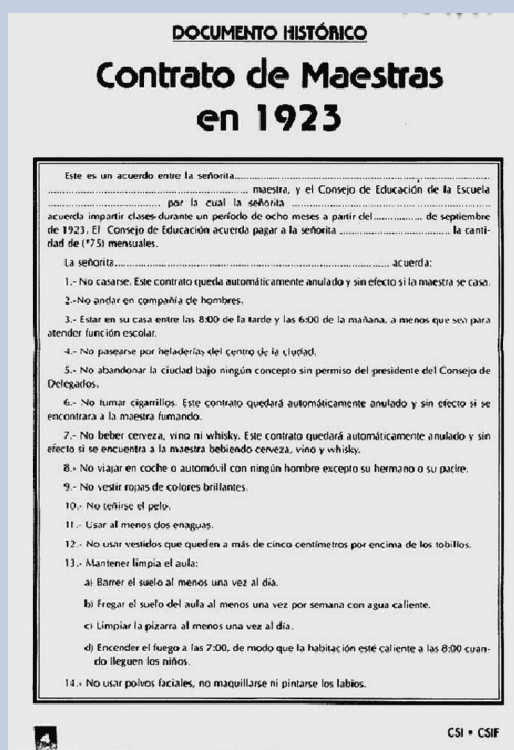 DOCUMENTO HISTÓRICO
Contrato de Maestras
en 1923
Este es un acuerdo entre la señorita..........................................................................
.......................................................... maestra, y el Consejo de Educación de la Escuela
................................ por la cual la señorita ..........................................................
acuerda impartir clases durante un período de ocho meses a partir del .............. de septiembre
de 1923. El Consejo de Educación acuerda pagar a la señorita ................................ la canti-
dad de (*75) mensuales.
La señorita................................................................................ acuerda:
1.- No casarse. Este contrato queda automáticamente anulado y sin efecto si la maestra se casa.
2.-No andar en compañía de hombres.
3.- Estar en su casa entre las 8:00 de la tarde y las 6:00 de la mañana, a menos que sea para
atender función escolar.
4.- No pasearse por heladerías del centro de la ciudad.
5.- No abandonar la ciudad bajo ningún concepto sin permiso del presidente del Consejo de
Delegados.
6.- No fumar cigarrillos. Este contrato quedará automáticamente anulado y sin efecto si se
encontrara a la maestra fumando.
7.- No beber cerveza, vino ni whisky. Este contrato quedará automáticamente anulado y sin
efecto si se encuentra a la maestra bebiendo cerveza, vino y whisky.
8.- No viajar en coche o automóvil con ningún hombre excepto su hermano o su padre.
9.- No vestir ropas de colores brillantes.
10.- No teñirse el pelo.
11.- Usar al menos dos enaguas.
12.- No usar vestidos que queden a más de cinco centímetros por encima de los tobillos.
13.- Mantener limpia el aula:
a) Barrer el suelo al menos una vez al día.
b) Fregar el suelo del aula al menos una vez por semana con agua caliente.
c) Limpiar la pizarra al menos una vez al día.
d) Encender el fuego a las 7:00, de modo que la habitación esté caliente a las 8:00 cuan-
do lleguen los niños.
14.- No usar polvos faciales, no maquillarse ni pintarse los labios.
4
CSI • CSIF